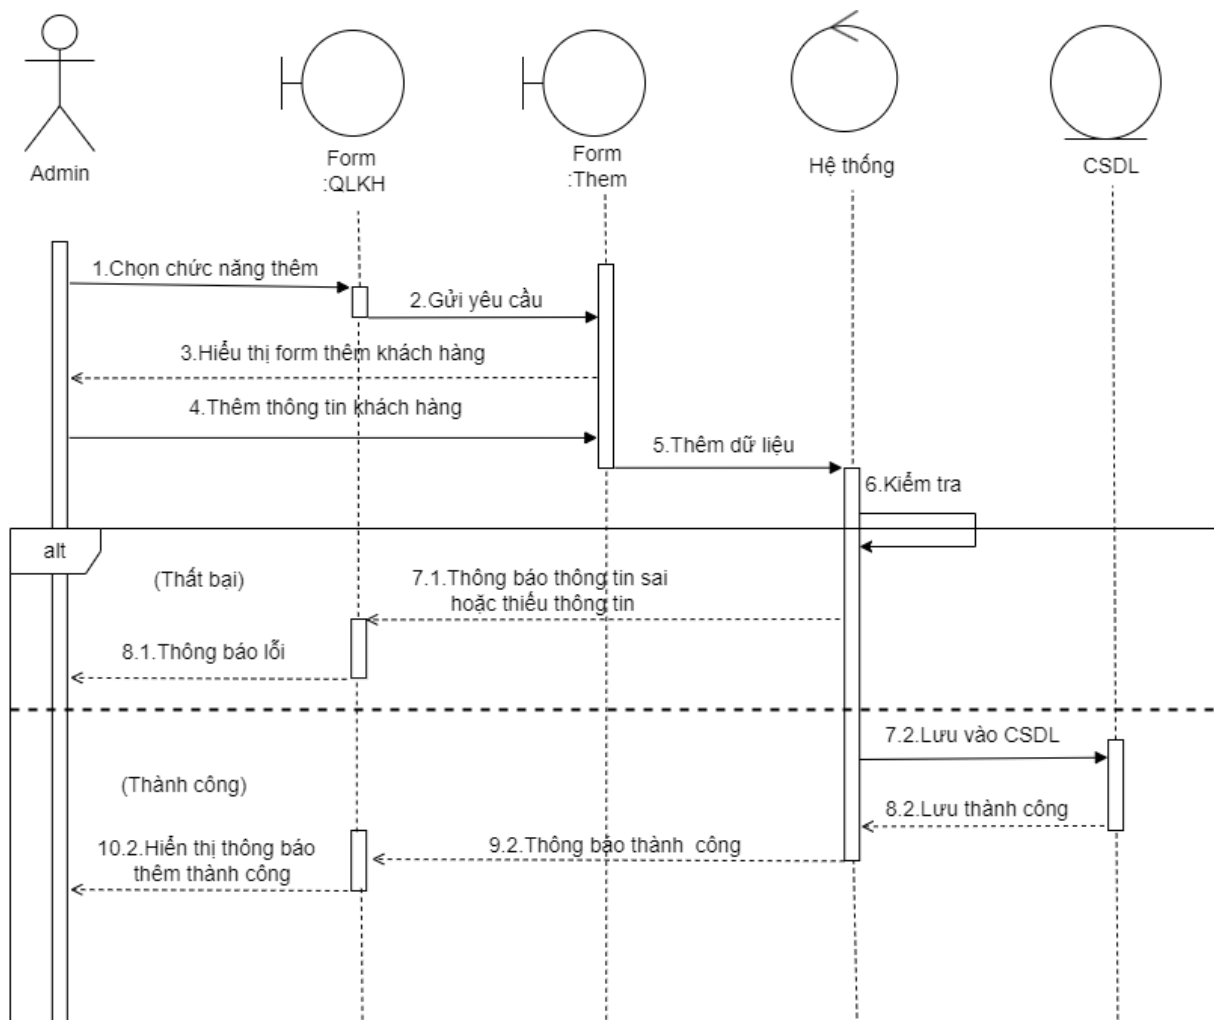 Admin
Form
:QLKH
Form
:Them
Hệ thống
CSDL
1.Chọn chức năng thêm
2.Gửi yêu cầu
3.Hiểu thị form thêm khách hàng
4.Thêm thông tin khách hàng
5.Thêm dữ liệu
6.Kiểm tra
alt
(Thất bại)
7.1.Thông báo thông tin sai
hoặc thiếu thông tin
8.1.Thông báo lỗi
7.2.Lưu vào CSDL
(Thành công)
8.2.Lưu thành công
9.2.Thông báo thành  công
10.2.Hiển thị thông báo
thêm thành công